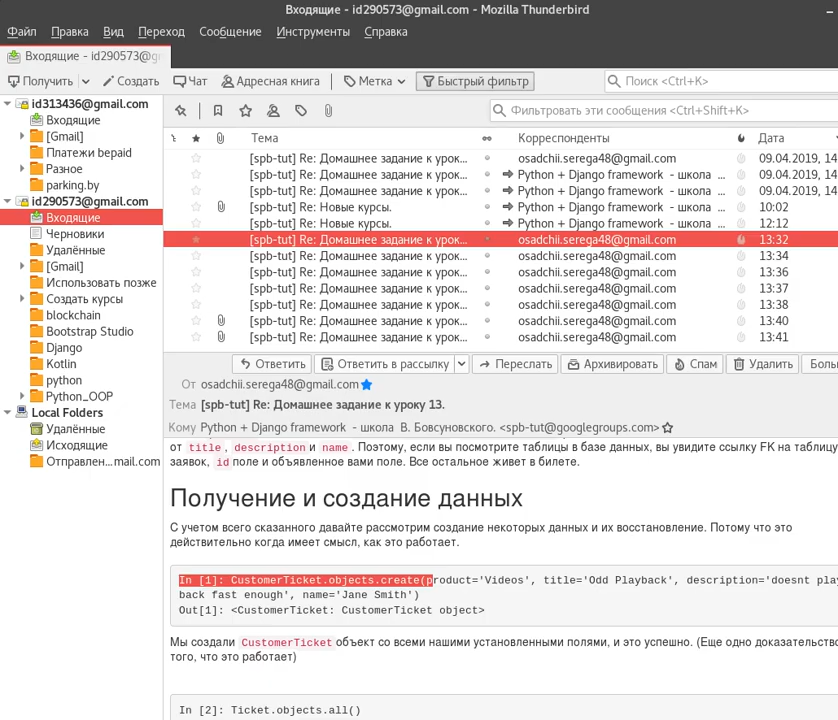 Входящие - id290573@gmail.com - Mozilla Thunderbird
Файл Правка Вид Переход Сообщение Инструменты Справка
Входящие - id290573@gm
Получить Создать Чат Адресная книга Метка Быстрый фильтр Поиск <Ctrl+K>
id313436@gmail.com
Входящие
[Gmail]
Платежи bepaid
Разное
parking.by
id290573@gmail.com
Входящие
Черновики
Удалённые
[Gmail]
Использовать позже
Создать курсы
blockchain
Bootstrap Studio
Django
Kotlin
python
Python_OOP
Local Folders
Удалённые
Исходящие
Отправлен…mail.com
Фильтровать эти сообщения <Ctrl+Shift+K>
Тема Корреспонденты Дата
[spb-tut] Re: Домашнее задание к урок… osadchii.serega48@gmail.com 09.04.2019, 14
[spb-tut] Re: Домашнее задание к урок… Python + Django framework - школа … 09.04.2019, 14
[spb-tut] Re: Домашнее задание к урок… Python + Django framework - школа … 09.04.2019, 14
[spb-tut] Re: Новые курсы. Python + Django framework - школа … 10:02
[spb-tut] Re: Новые курсы. Python + Django framework - школа … 12:12
[spb-tut] Re: Домашнее задание к урок… osadchii.serega48@gmail.com 13:32
[spb-tut] Re: Домашнее задание к урок… osadchii.serega48@gmail.com 13:34
[spb-tut] Re: Домашнее задание к урок… osadchii.serega48@gmail.com 13:36
[spb-tut] Re: Домашнее задание к урок… osadchii.serega48@gmail.com 13:37
[spb-tut] Re: Домашнее задание к урок… osadchii.serega48@gmail.com 13:38
[spb-tut] Re: Домашнее задание к урок… osadchii.serega48@gmail.com 13:40
[spb-tut] Re: Домашнее задание к урок… osadchii.serega48@gmail.com 13:41
Ответить Ответить в рассылку Переслать Архивировать Спам Удалить Боль
От osadchii.serega48@gmail.com
Тема [spb-tut] Re: Домашнее задание к уроку 13.
Кому Python + Django framework - школа В. Бовсуновского. <spb-tut@googlegroups.com>
от title , description и name . Поэтому, если вы посмотрите таблицы в базе данных, вы увидите ссылку FK на таблицу
заявок, id поле и объявленное вами поле. Все остальное живет в билете.
Получение и создание данных
С учетом всего сказанного давайте рассмотрим создание некоторых данных и их восстановление. Потому что это
действительно когда имеет смысл, как это работает.
In [1]: CustomerTicket.objects.create(product='Videos', title='Odd Playback', description='doesnt play
back fast enough', name='Jane Smith')
Out[1]: <CustomerTicket: CustomerTicket object>
Мы создали CustomerTicket объект со всеми нашими установленными полями, и это успешно. (Еще одно доказательство
того, что это работает)
In [2]: Ticket.objects.all()